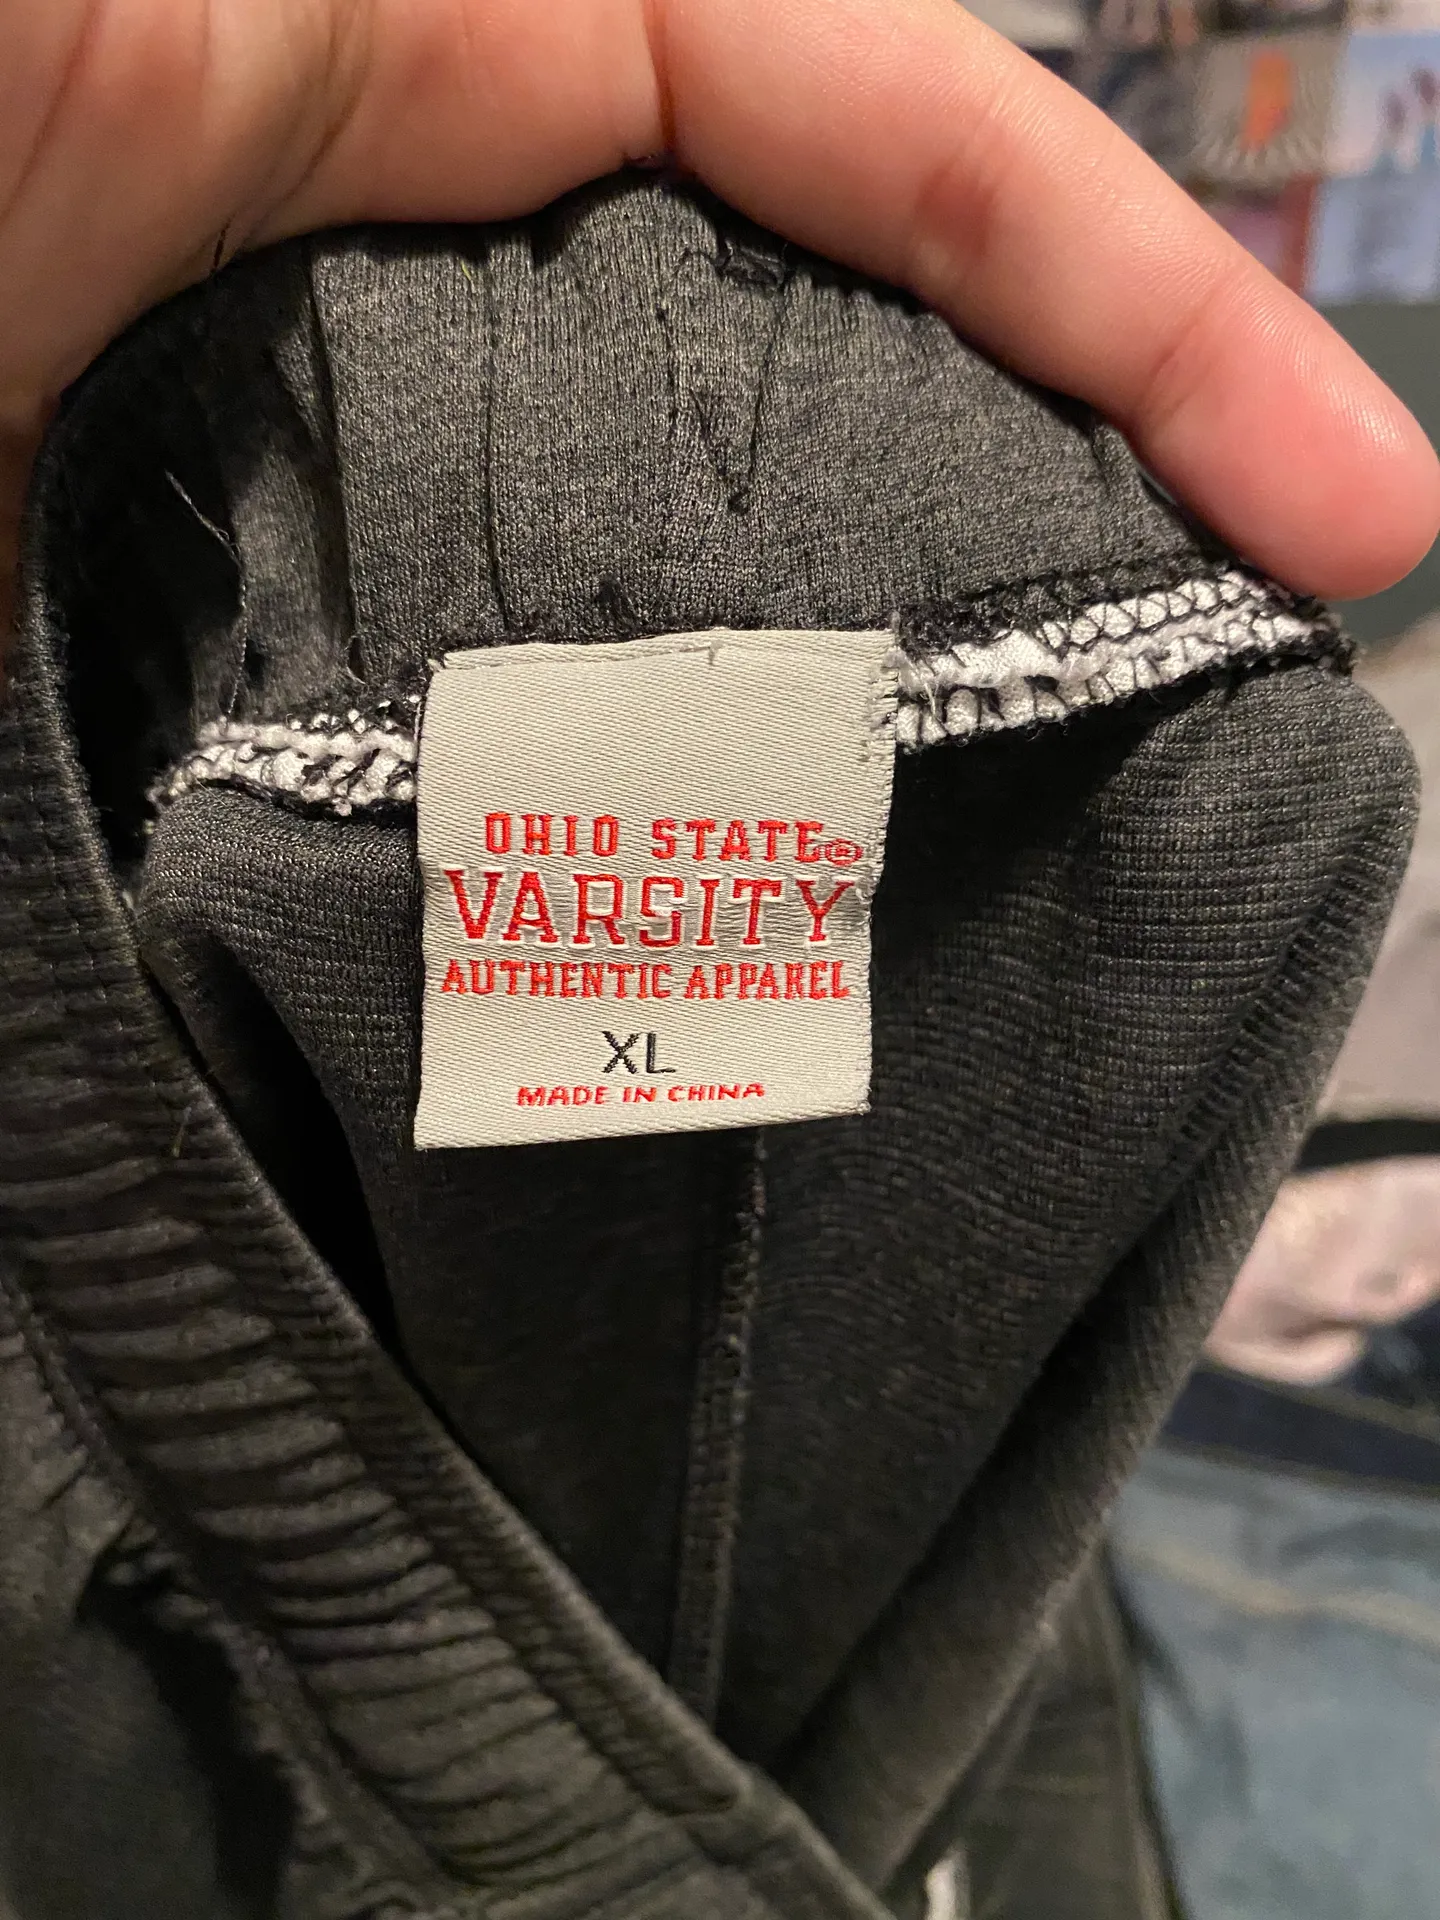 OHIO STATE®
VARSITY
AUTHENTIC APPAREL
XL
MADE IN CHINA